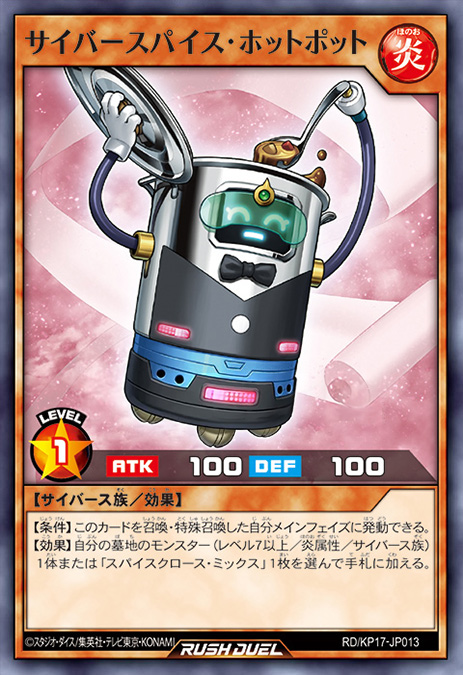 サイバースパイス・ホットポット
ほのお
炎
LEVEL
1
ATK 100 DEF 100
【サイバース族／効果】
【条件】このカードを召喚・特殊召喚した自分メインフェイズに発動できる。
【効果】自分の墓地のモンスター（レベル7以上／炎属性／サイバース族）
1体または「スパイスクロース・ミックス」1枚を選んで手札に加える。
©スタジオ・ダイス/集英社・テレビ東京・KONAMI
RUSH DUEL
RD/KP17-JP013